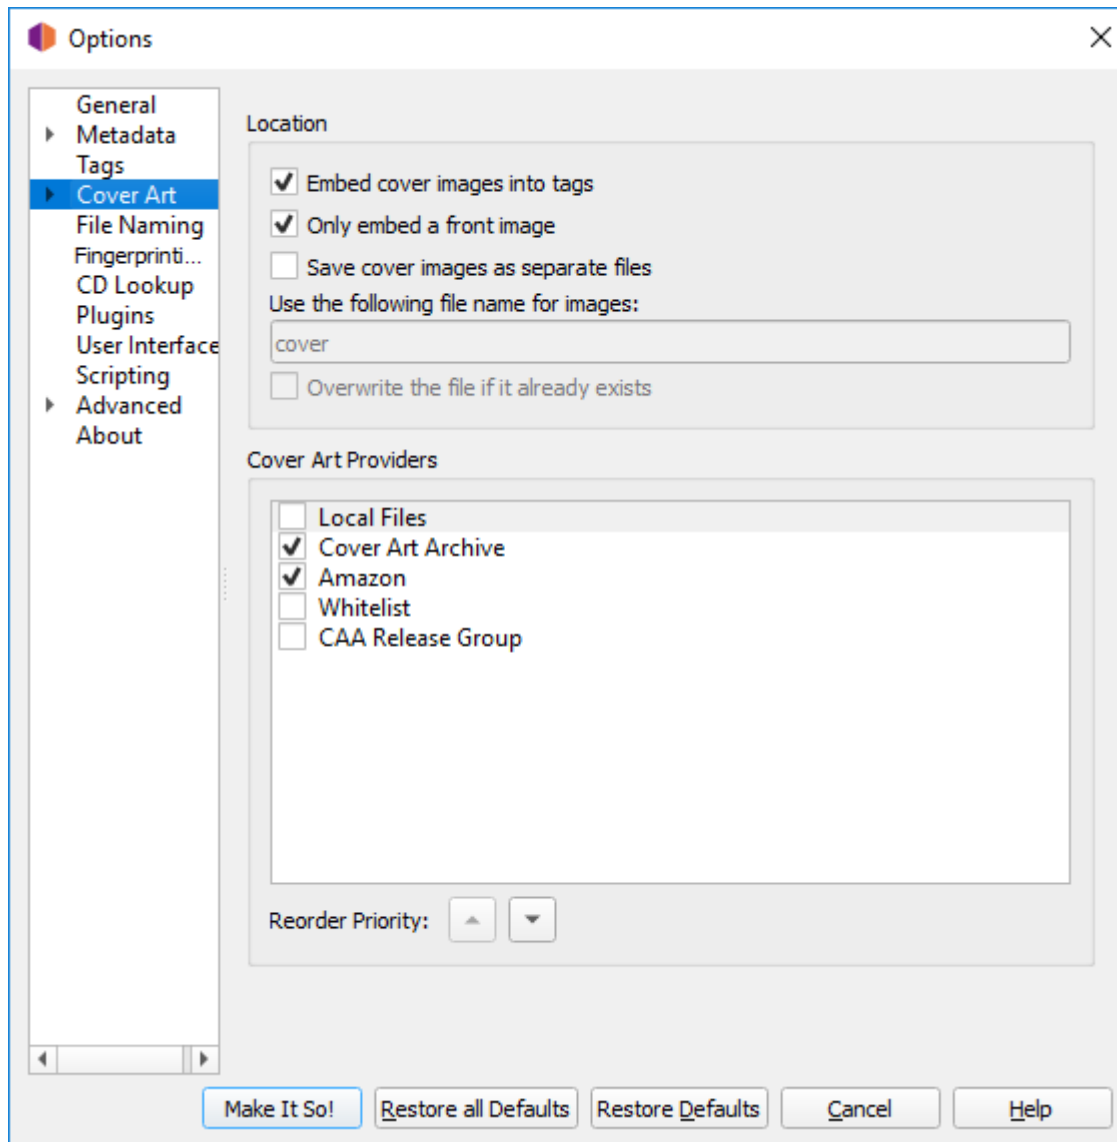 Options
General
Metadata
Tags
Cover Art
File Naming
Fingerprinti...
CD Lookup
Plugins
User Interface
Scripting
Advanced
About
Location
Embed cover images into tags
Only embed a front image
Save cover images as separate files
Use the following file name for images:
cover
Overwrite the file if it already exists
Cover Art Providers
Local Files
Cover Art Archive
Amazon
Whitelist
CAA Release Group
Reorder Priority:
Make It So! Restore all Defaults Restore Defaults Cancel Help